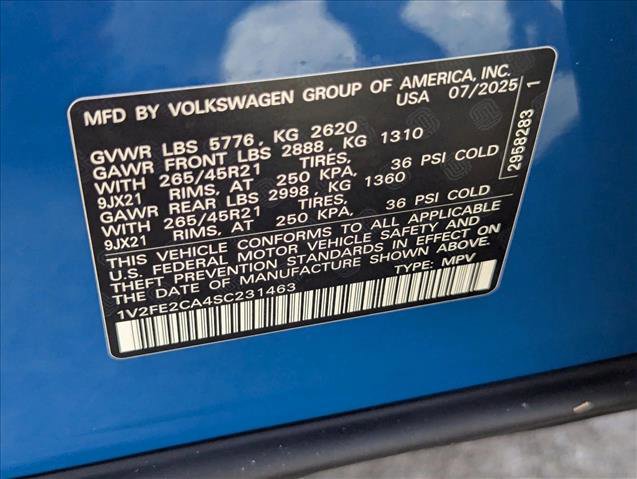 MFD BY VOLKSWAGEN GROUP OF AMERICA, INC.
USA 07/2025
GVWR LBS 5776, KG 2620
GAWR FRONT LBS 2888, KG 1310
WITH 265/45R21 TIRES,
9JX21 RIMS, AT 250 KPA, 36 PSI COLD
GAWR REAR LBS 2998, KG 1360
WITH 265/45R21 TIRES,
9JX21 RIMS, AT 250 KPA, 36 PSI COLD
THIS VEHICLE CONFORMS TO ALL APPLICABLE
U.S. FEDERAL MOTOR VEHICLE SAFETY AND
THEFT PREVENTION STANDARDS IN EFFECT ON
THE DATE OF MANUFACTURE SHOWN ABOVE.
TYPE: MPV
1V2FE2CA4SC231463
2958283 1